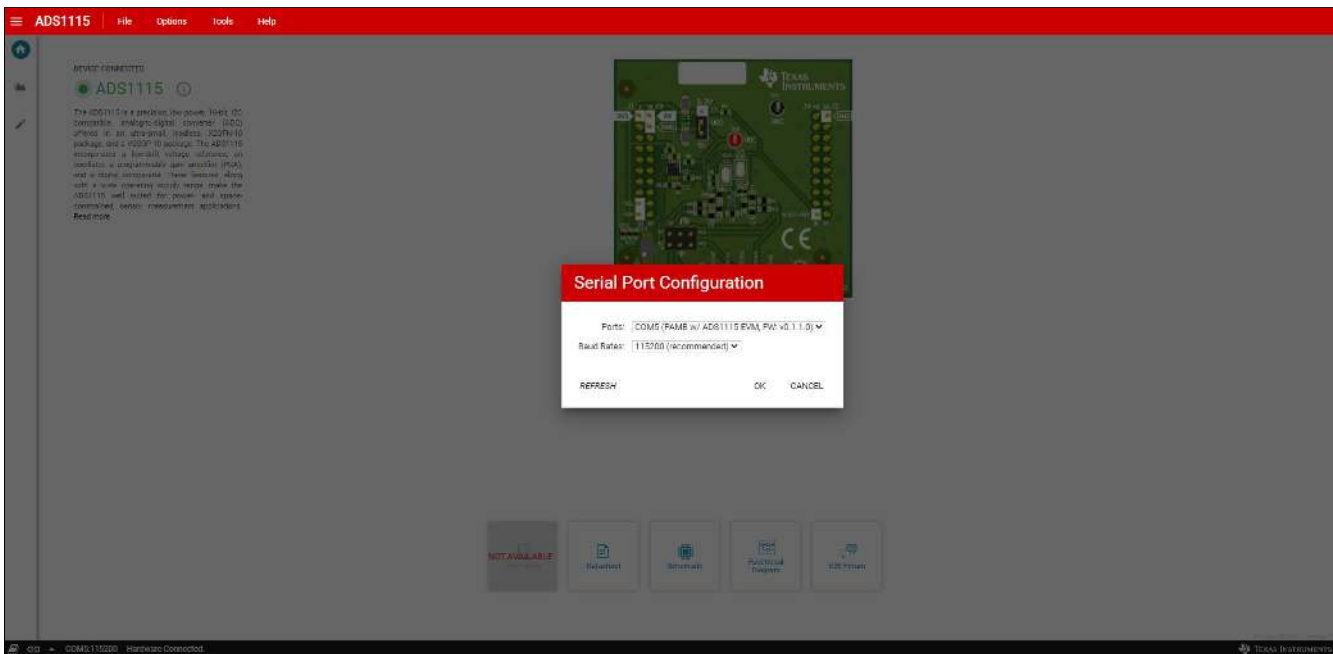 ADS1115
File Options Tools Help
DEVICE CONNECTED
ADS1115
The ADS1115 is a precision, low-power, 16-bit, I2C
compatible, analog-to-digital converter (ADC)
offered in an ultra-small, leadless, X2QFN-10
package, and a VSSOP-10 package. The ADS1115
incorporates a low-drift voltage reference, an
oscillator, a programmable gain amplifier (PGA),
and a digital comparator. These features, along
with a wide operating supply range, make the
ADS1115 well suited for power- and space-
constrained, sensor measurement applications.
Read more
TEXAS
INSTRUMENTS
CE
Serial Port Configuration
Ports: COM5 (PAMB w/ ADS1115 EVM, FW: v0.1.1.0)
Baud Rates: 115200 (recommended)
REFRESH OK CANCEL
NOT AVAILABLE
Datasheet
Schematic
Functional
Diagram
E2E Forum
COM5:115200 Hardware Connected.
TEXAS INSTRUMENTS